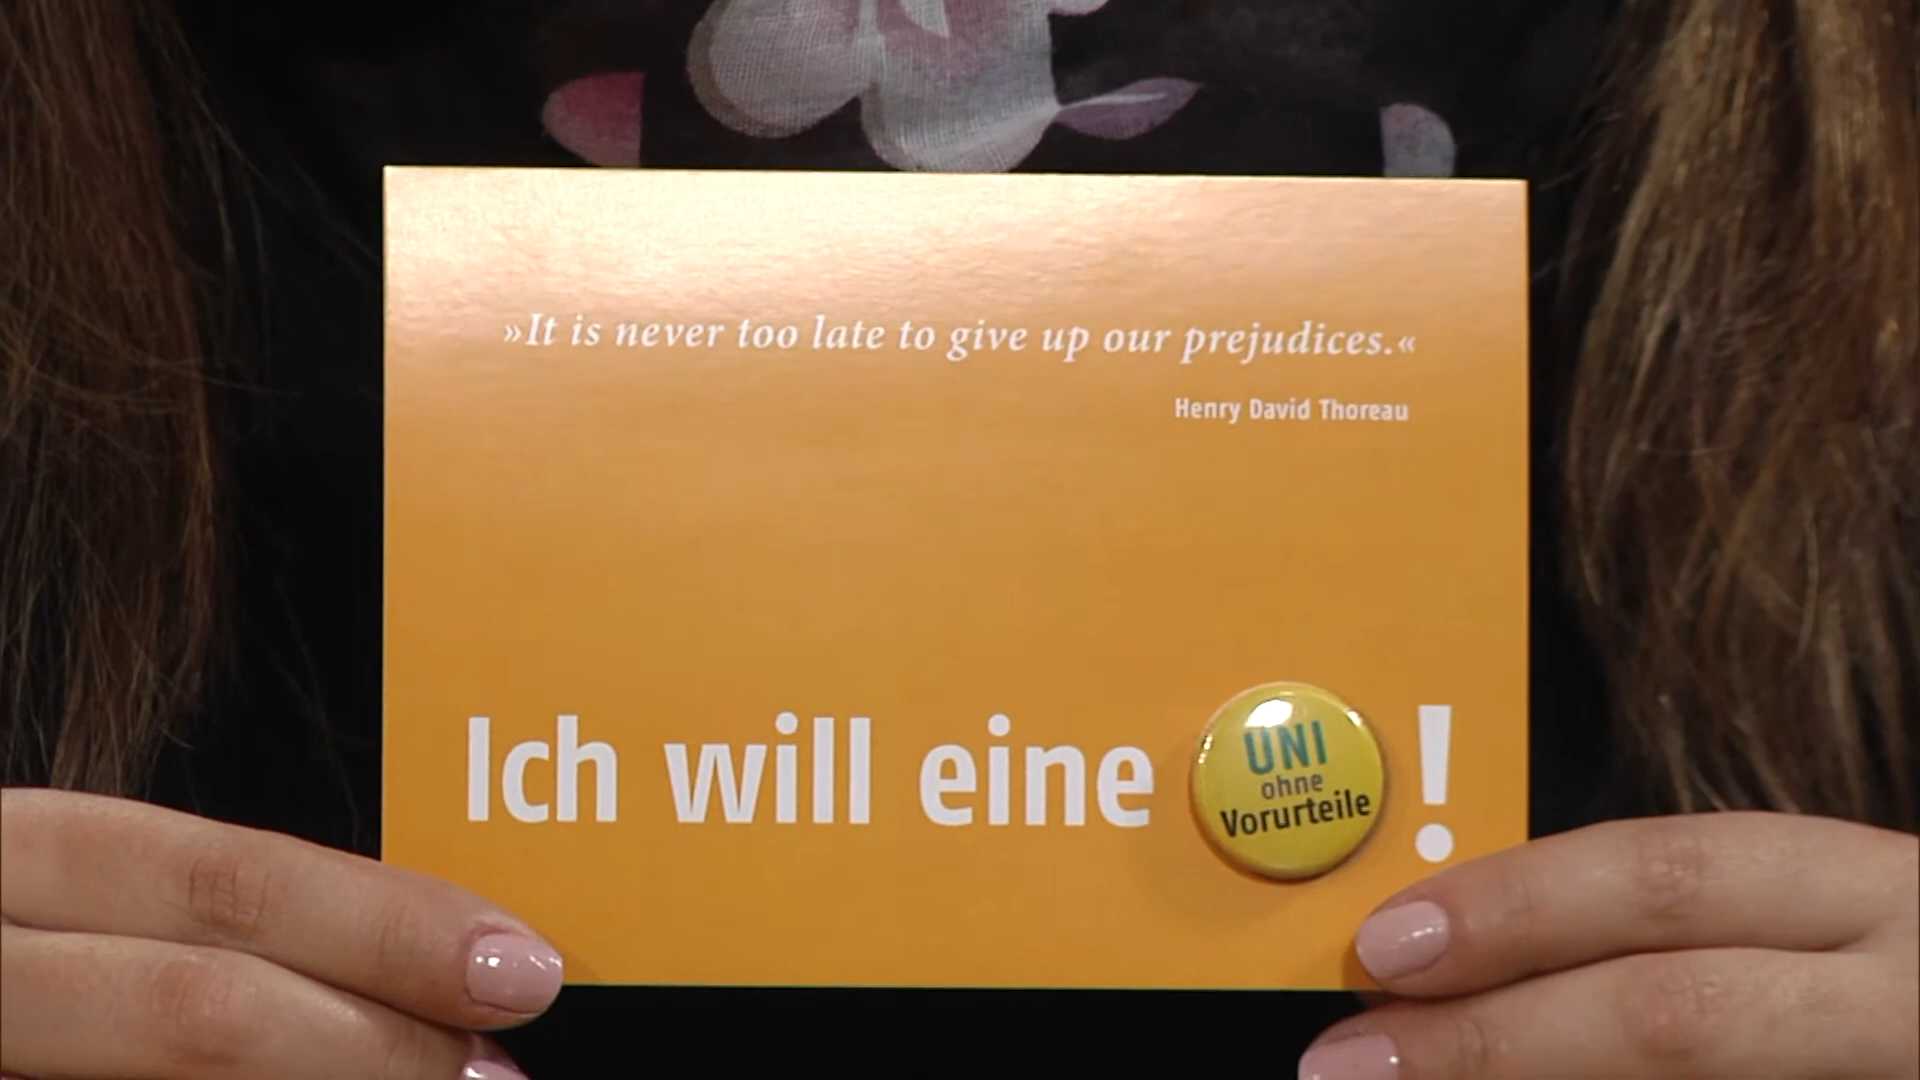 »It is never too late to give up our prejudices.«
Henry David Thoreau
Ich will eine UNI ohne Vorurteile !